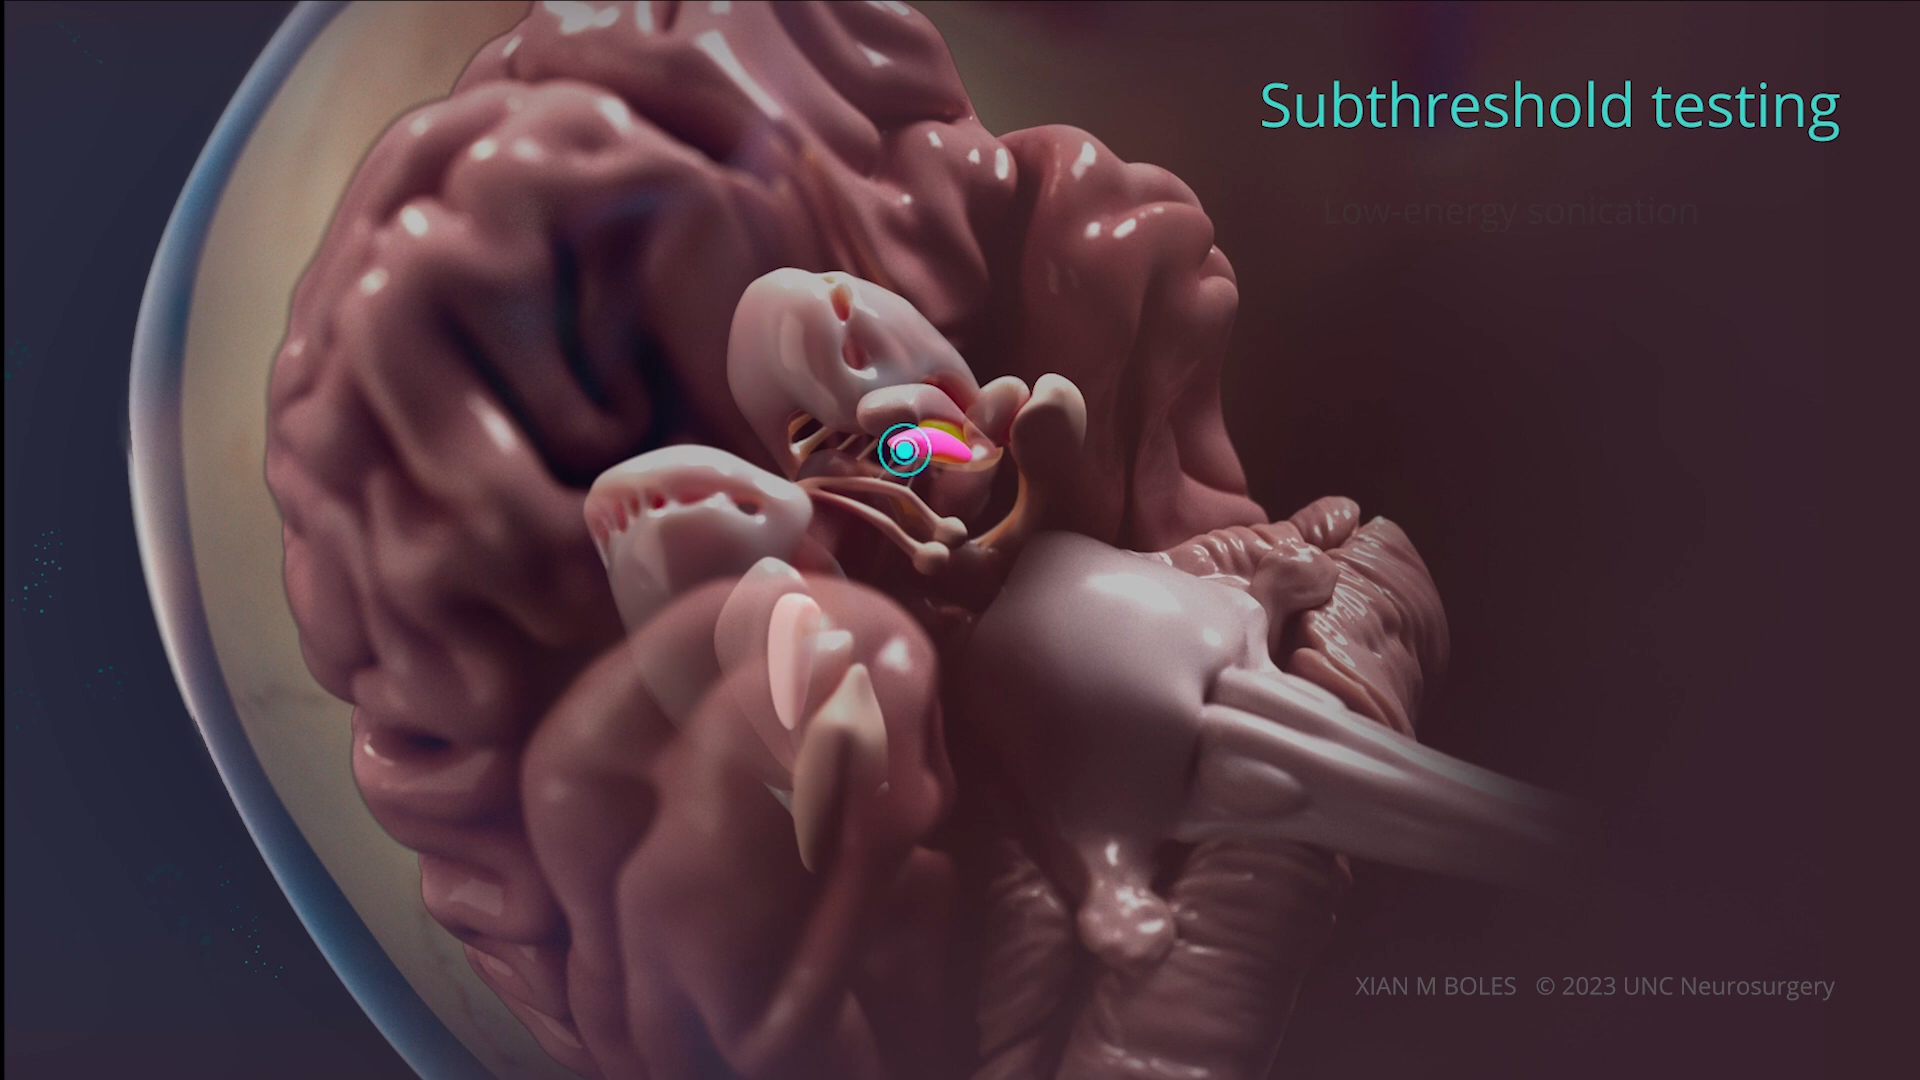 Subthreshold testing
Low-energy sonication
XIAN M BOLES © 2023 UNC Neurosurgery